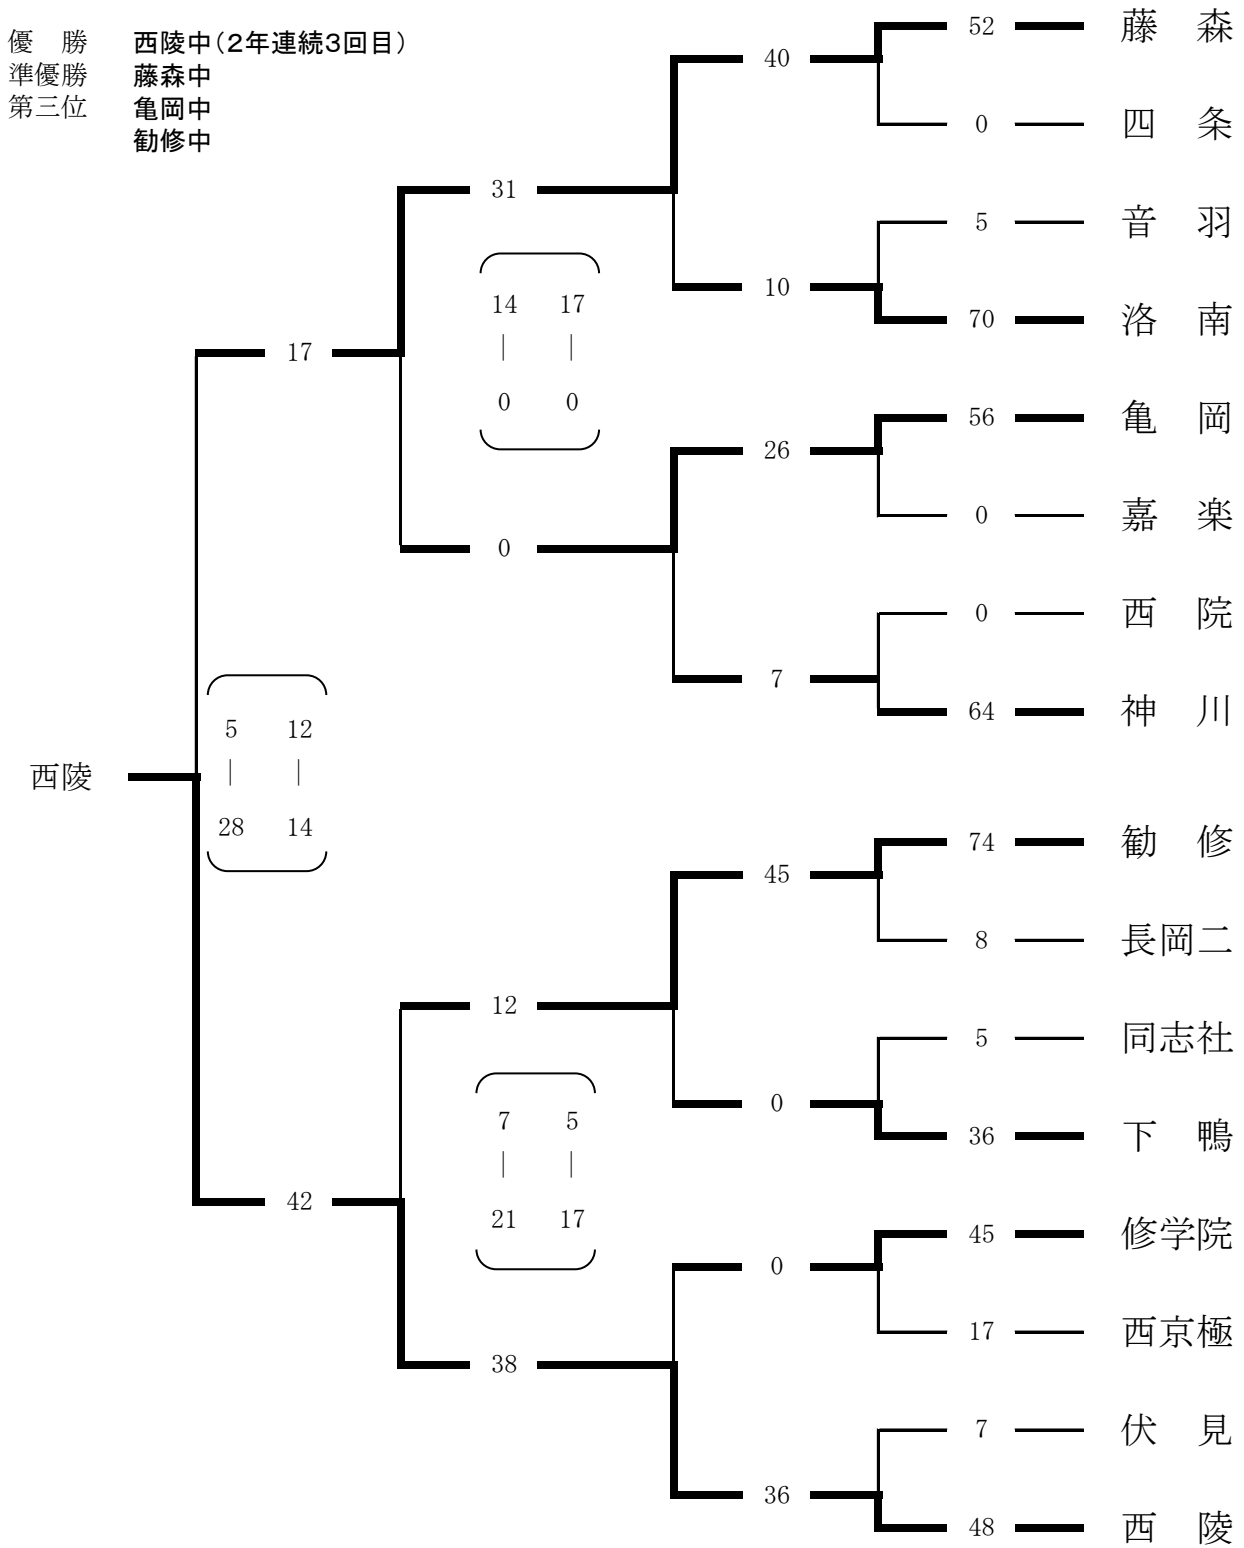 優　勝　西陵中（2年連続3回目）
準優勝　藤森中
第三位　亀岡中
勧修中
52　藤　森
40
0　四　条
31
5　音　羽
10
70　洛　南
14　17
｜　｜
0　0
17
56　亀　岡
26
0　嘉　楽
0
0　西　院
7
64　神　川
5　12
｜　｜
28　14
西陵
74　勧　修
45
8　長岡二
12
5　同志社
0
36　下　鴨
7　5
｜　｜
21　17
42
45　修学院
0
17　西京極
38
7　伏　見
36
48　西　陵